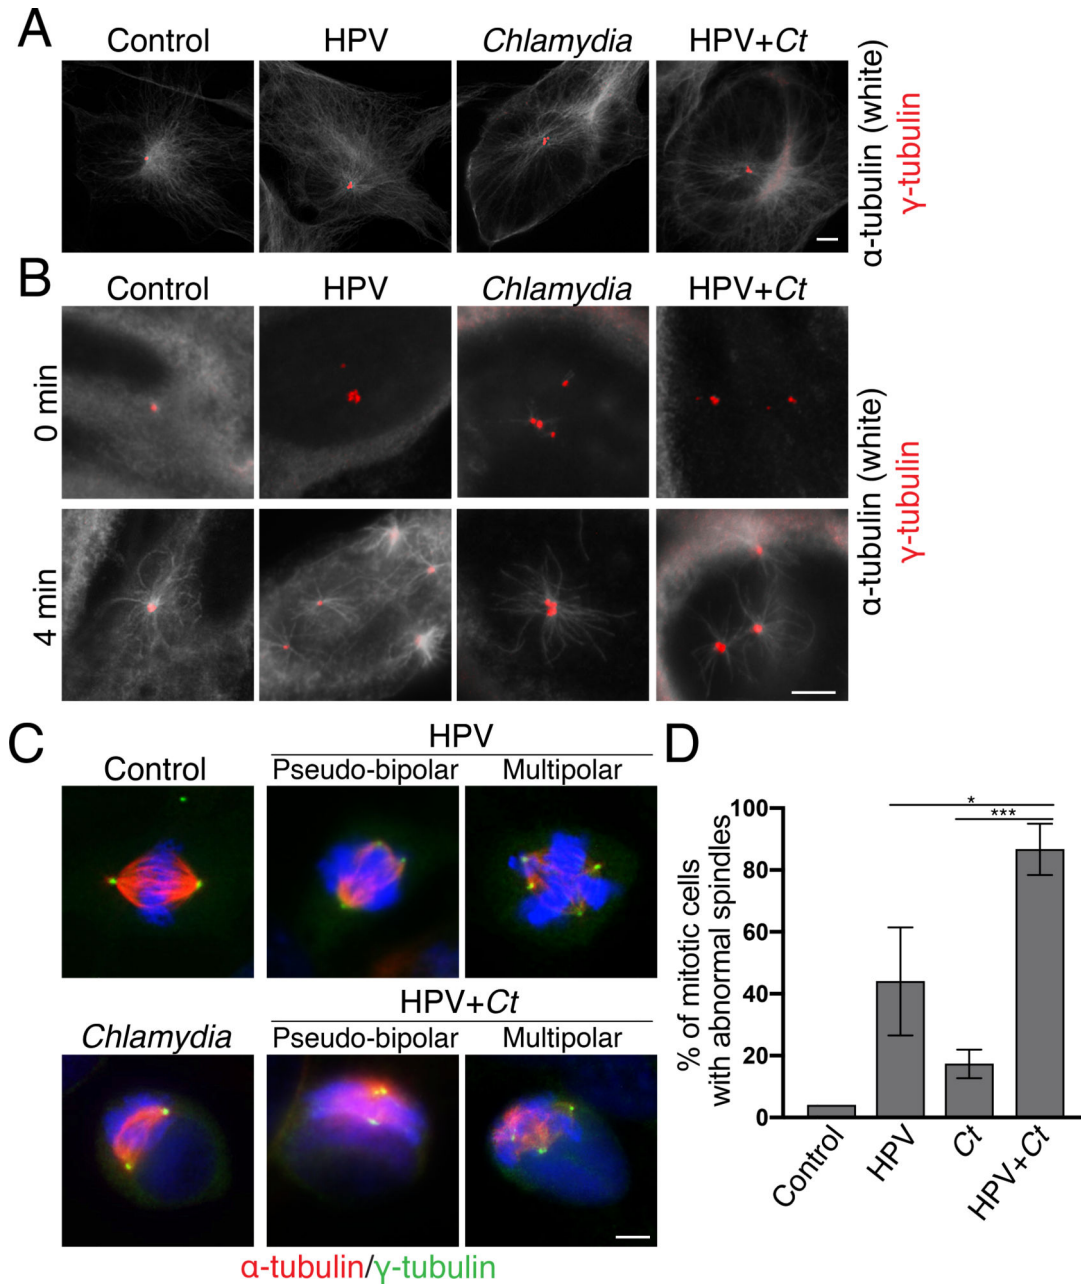 A
Control HPV Chlamydia HPV+Ct
α-tubulin (white)
γ-tubulin
B
Control HPV Chlamydia HPV+Ct
0 min
4 min
α-tubulin (white)
γ-tubulin
C
HPV
Control Pseudo-bipolar Multipolar
HPV+Ct
Chlamydia Pseudo-bipolar Multipolar
α-tubulin/γ-tubulin
D
% of mitotic cells
with abnormal spindles
100
80
60
40
20
0
*
***
Control HPV Ct HPV+Ct